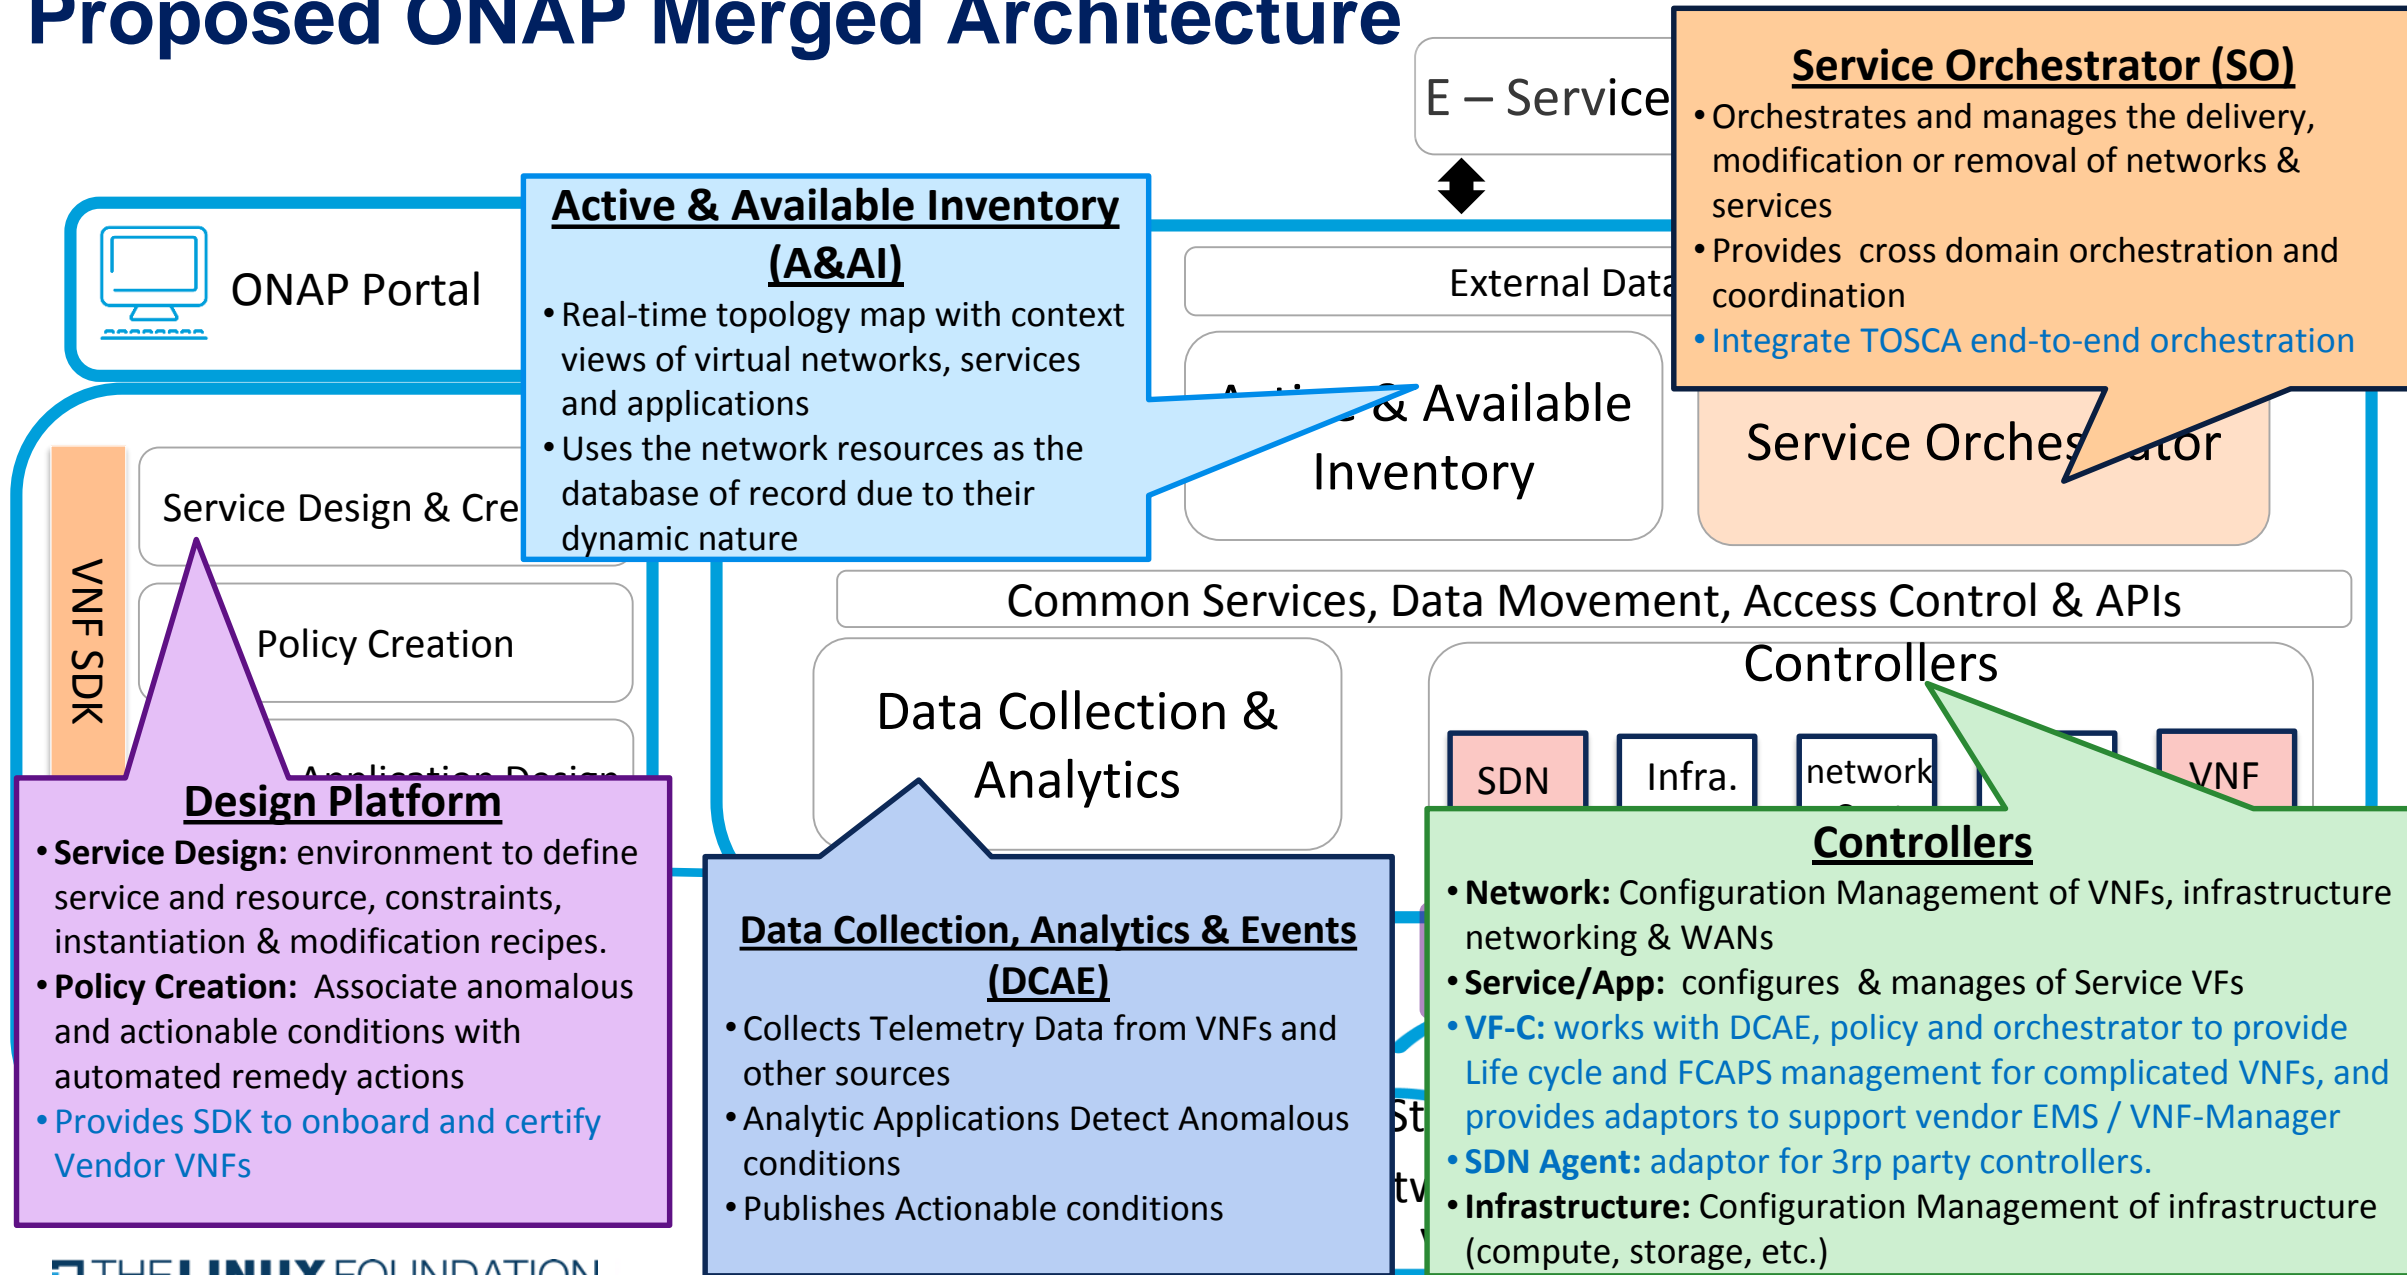 Proposed ONAP Merged Architecture
E – Service
Service Orchestrator (SO)
• Orchestrates and manages the delivery,
modification or removal of networks &
services
• Provides cross domain orchestration and
coordination
• Integrate TOSCA end-to-end orchestration
ONAP Portal
Active & Available Inventory
(A&AI)
• Real-time topology map with context
views of virtual networks, services
and applications
• Uses the network resources as the
database of record due to their
dynamic nature
External Data
& Available
Inventory
Service
VNF SDK
Service Design &
Policy Creation
Application Design
Common Services, Data Movement, Access Control & APIs
Data Collection &
Analytics
Controllers
SDN
Infra.
network
VNF
Design Platform
• Service Design: environment to define
service and resource, constraints,
instantiation & modification recipes.
• Policy Creation: Associate anomalous
and actionable conditions with
automated remedy actions
• Provides SDK to onboard and certify
Vendor VNFs
Data Collection, Analytics & Events
(DCAE)
• Collects Telemetry Data from VNFs and
other sources
• Analytic Applications Detect Anomalous
conditions
• Publishes Actionable conditions
Controllers
• Network: Configuration Management of VNFs, infrastructure
networking & WANs
• Service/App: configures & manages of Service VFs
• VF-C: works with DCAE, policy and orchestrator to provide
Life cycle and FCAPS management for complicated VNFs, and
provides adaptors to support vendor EMS / VNF-Manager
• SDN Agent: adaptor for 3rp party controllers.
• Infrastructure: Configuration Management of infrastructure
(compute, storage, etc.)
THE LINUX FOUNDATION